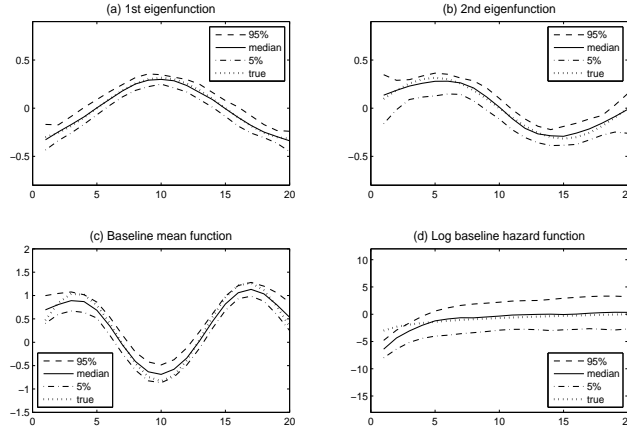 (a) 1st eigenfunction
95%
median
5%
true
0.5
0
−0.5
0 5 10 15 20
(b) 2nd eigenfunction
95%
median
5%
true
0.5
0
−0.5
0 5 10 15 20
(c) Baseline mean function
95%
median
5%
true
2
1.5
1
0.5
0
−0.5
−1
−1.5
0 5 10 15 20
(d) Log baseline hazard function
95%
median
5%
true
10
5
0
−5
−10
−15
0 5 10 15 20